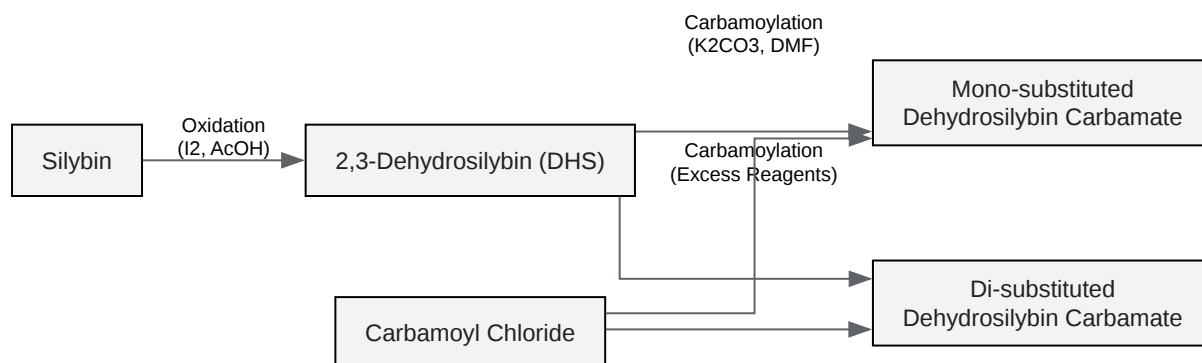 Carbamoylation
(K2CO3, DMF)
Mono-substituted
Dehydrosilybin Carbamate
Oxidation
(I2, AcOH)
Silybin
2,3-Dehydrosilybin (DHS)
Carbamoylation
(Excess Reagents)
Di-substituted
Dehydrosilybin Carbamate
Carbamoyl Chloride